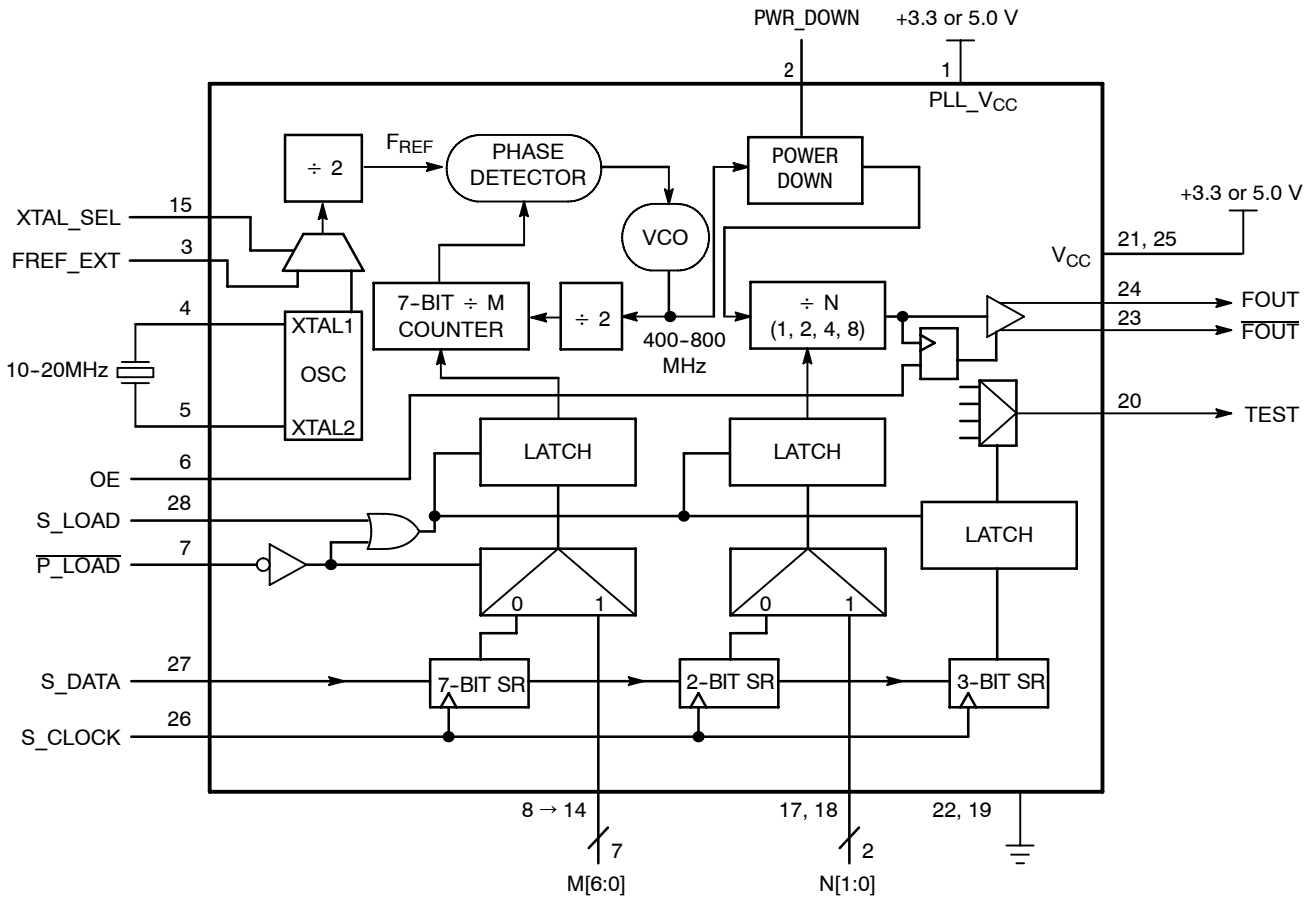 PWR_DOWN
+3.3 or 5.0 V
2
1
PLL_VCC
÷ 2
FREF
PHASE
DETECTOR
POWER
DOWN
+3.3 or 5.0 V
XTAL_SEL
15
VCO
FREF_EXT
3
VCC
21, 25
4
XTAL1
7-BIT ÷ M
COUNTER
÷ 2
400-800
MHz
÷ N
(1, 2, 4, 8)
24
FOUT
23
FOUT
10-20MHz
OSC
5
XTAL2
20
TEST
OE
6
LATCH
LATCH
S_LOAD
28
LATCH
P_LOAD
7
0
1
0
1
S_DATA
27
7-BIT SR
2-BIT SR
3-BIT SR
S_CLOCK
26
8 → 14
17, 18
22, 19
7
2
M[6:0]
N[1:0]